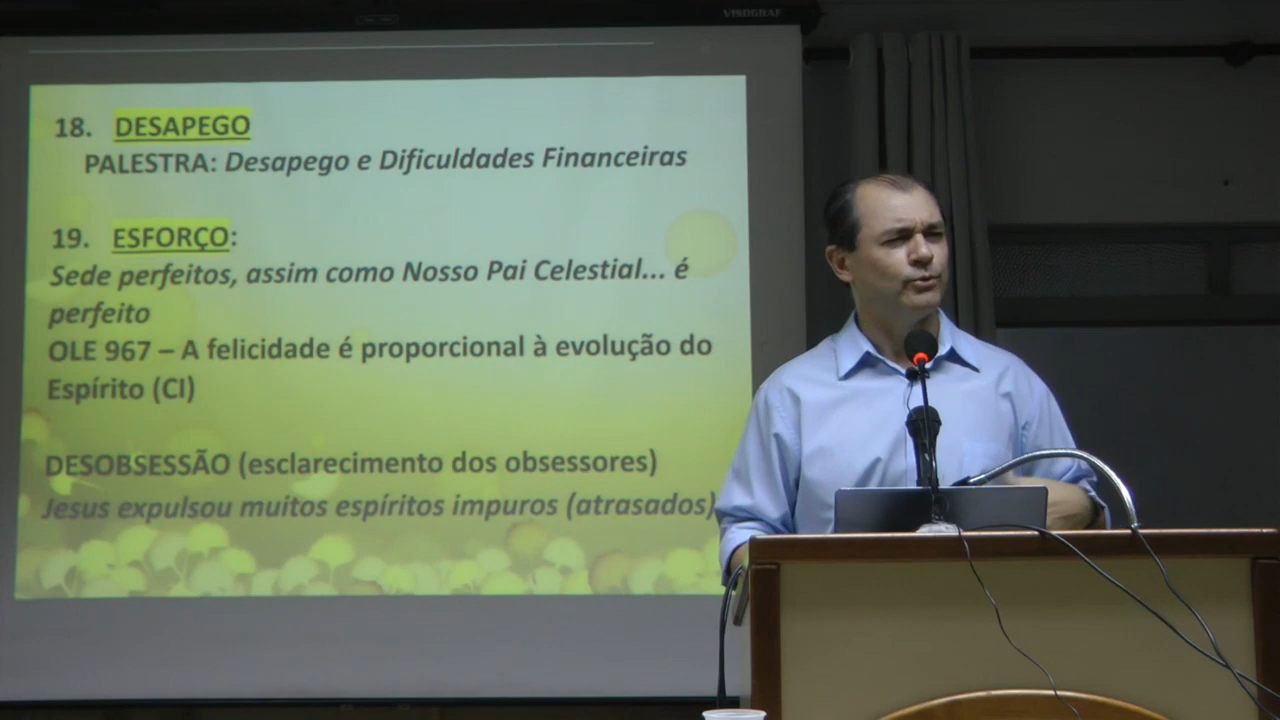 VISOGRAF
18. DESAPEGO
PALESTRA: Desapego e Dificuldades Financeiras
19. ESFORÇO:
Sede perfeitos, assim como Nosso Pai Celestial... é
perfeito
OLE 967 – A felicidade é proporcional à evolução do
Espírito (CI)
DESOBSESSÃO (esclarecimento dos obsessores)
Jesus expulsou muitos espíritos impuros (atrasados)